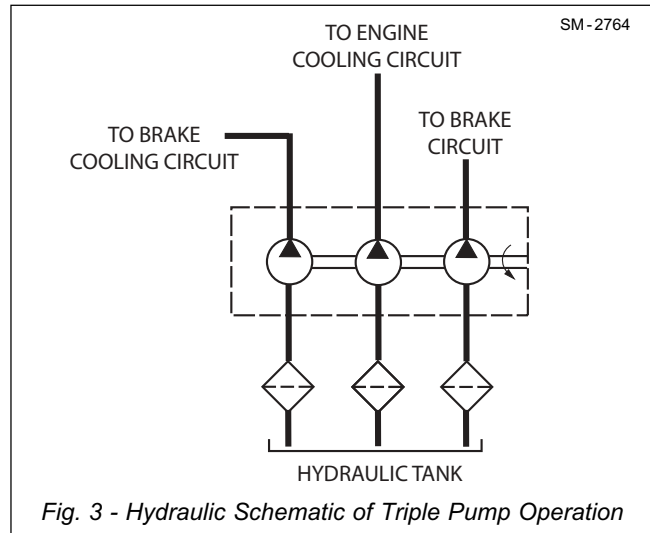 SM-2764
TO ENGINE
COOLING CIRCUIT
TO BRAKE
COOLING CIRCUIT
TO BRAKE
CIRCUIT
HYDRAULIC TANK
Fig. 3 - Hydraulic Schematic of Triple Pump Operation